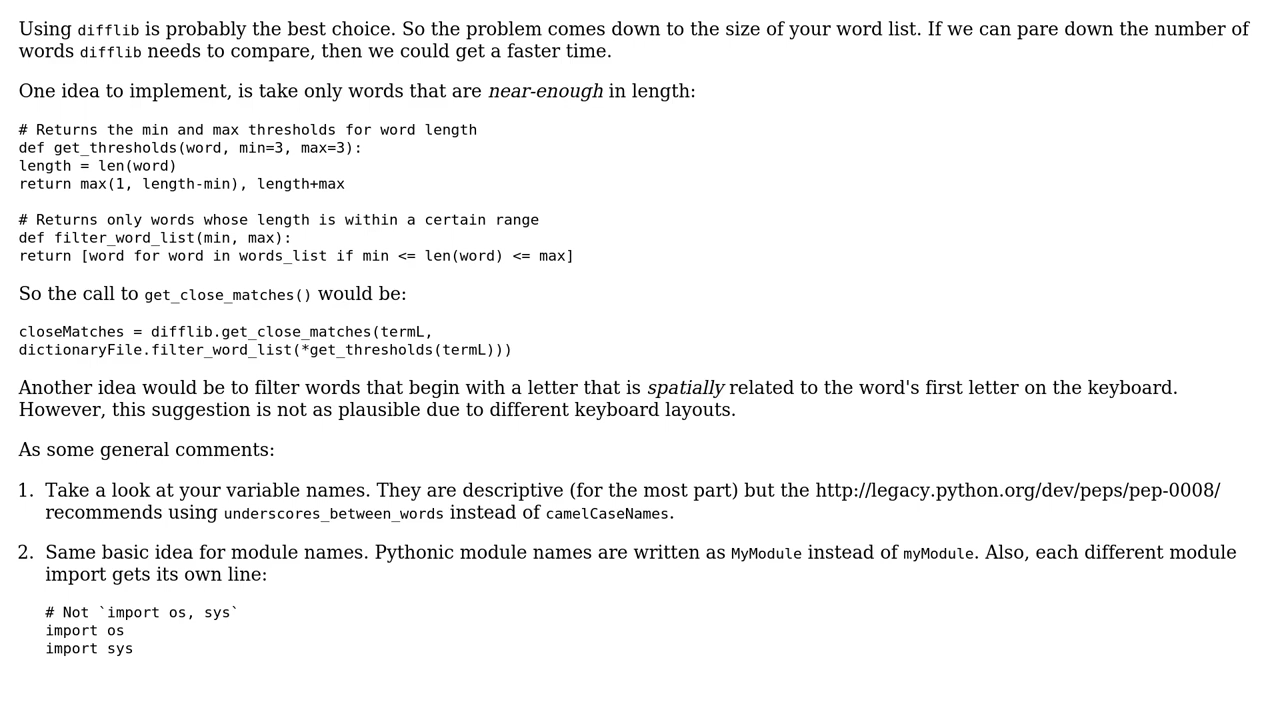 Using difflib is probably the best choice. So the problem comes down to the size of your word list. If we can pare down the number of
words difflib needs to compare, then we could get a faster time.
One idea to implement, is take only words that are near-enough in length:
# Returns the min and max thresholds for word length
def get_thresholds(word, min=3, max=3):
length = len(word)
return max(1, length-min), length+max
# Returns only words whose length is within a certain range
def filter_word_list(min, max):
return [word for word in words_list if min <= len(word) <= max]
So the call to get_close_matches() would be:
closeMatches = difflib.get_close_matches(termL,
dictionaryFile.filter_word_list(*get_thresholds(termL)))
Another idea would be to filter words that begin with a letter that is spatially related to the word's first letter on the keyboard.
However, this suggestion is not as plausible due to different keyboard layouts.
As some general comments:
1. Take a look at your variable names. They are descriptive (for the most part) but the http://legacy.python.org/dev/peps/pep-0008/
recommends using underscores_between_words instead of camelCaseNames.
2. Same basic idea for module names. Pythonic module names are written as MyModule instead of myModule. Also, each different module
import gets its own line:
# Not `import os, sys`
import os
import sys